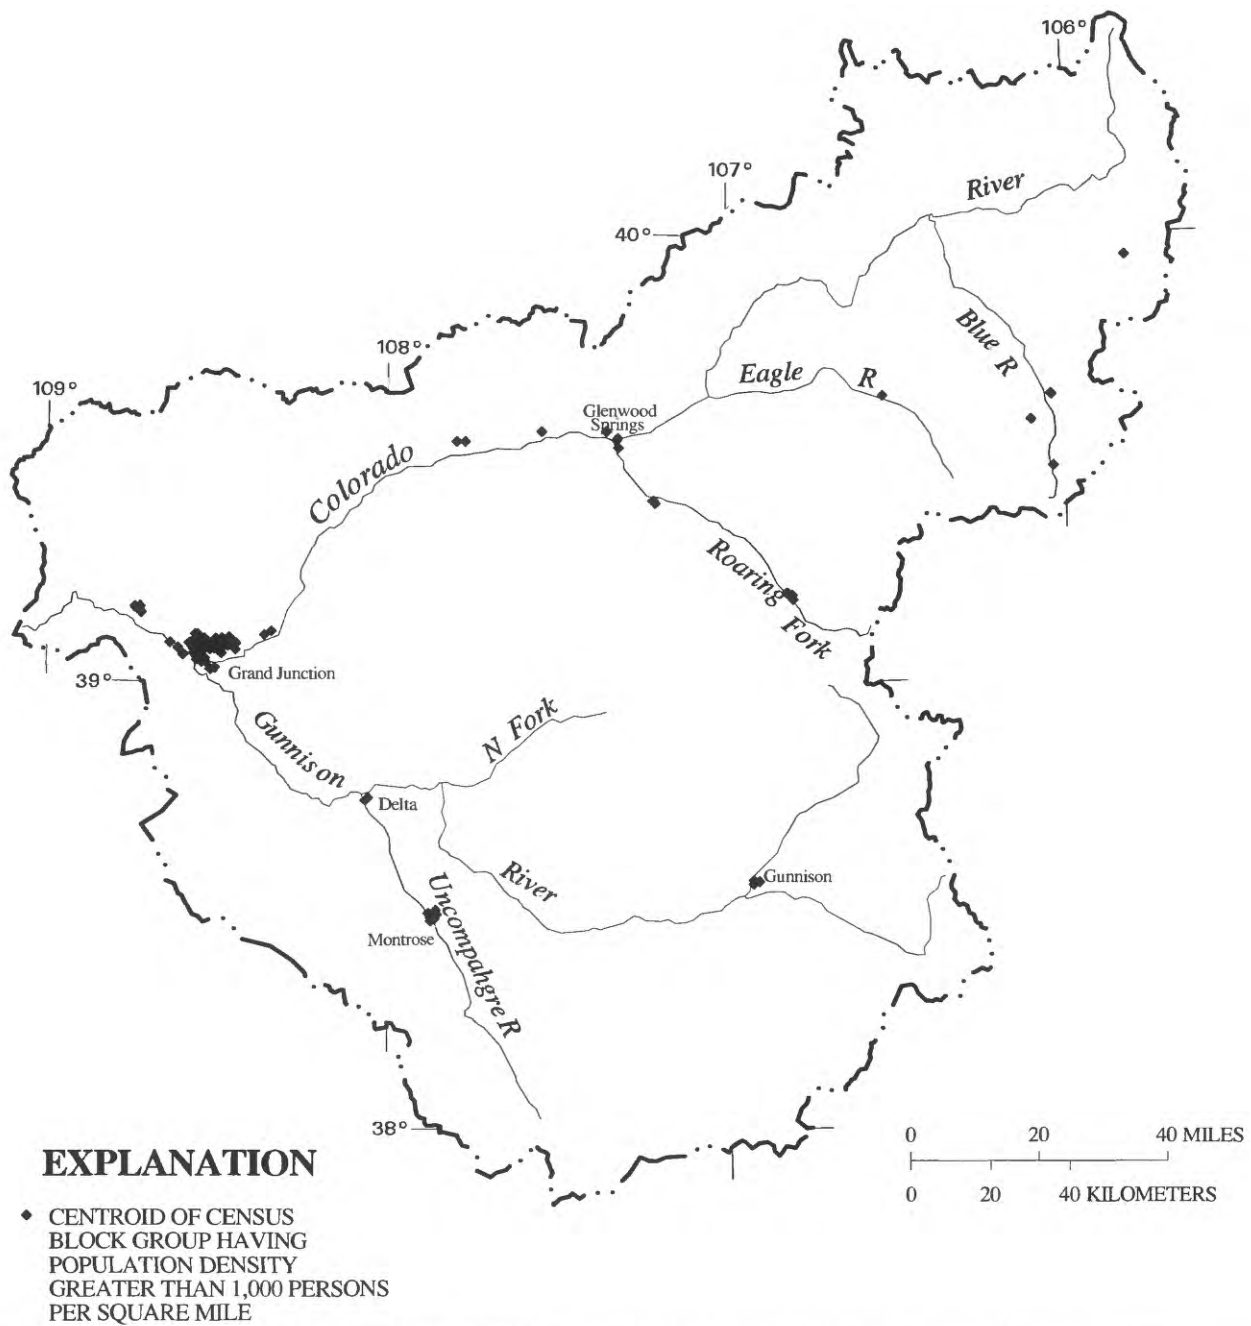 106°
107°
River
40°
Blue R
108°
109°
Eagle R
Glenwood
Springs
Colorado
Roaring Fork
Grand Junction
39°
N Fork
Gunnison
Delta
Gunnison
River
Uncompahgre R
Montrose
38°
0 20 40 MILES
0 20 40 KILOMETERS
EXPLANATION
CENTROID OF CENSUS
BLOCK GROUP HAVING
POPULATION DENSITY
GREATER THAN 1,000 PERSONS
PER SQUARE MILE